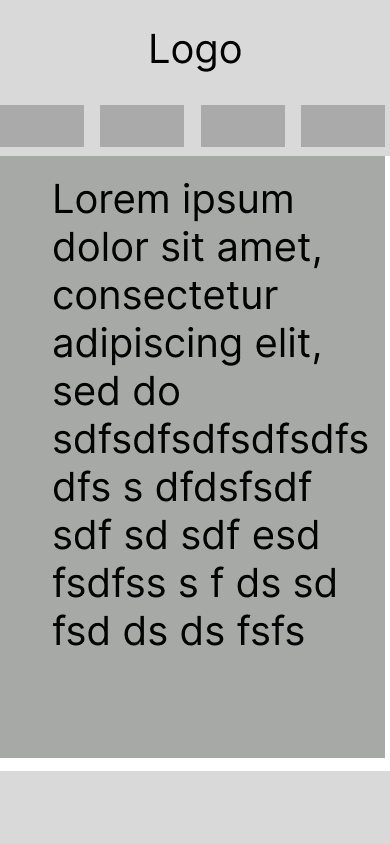 Logo
Lorem ipsum
dolor sit amet,
consectetur
adipiscing elit,
sed do
sdfsdfsdfsdfsdfs
dfs s dfdsfsdf
sdf sd sdf esd
fsdfss s f ds sd
fsd ds ds fsfs